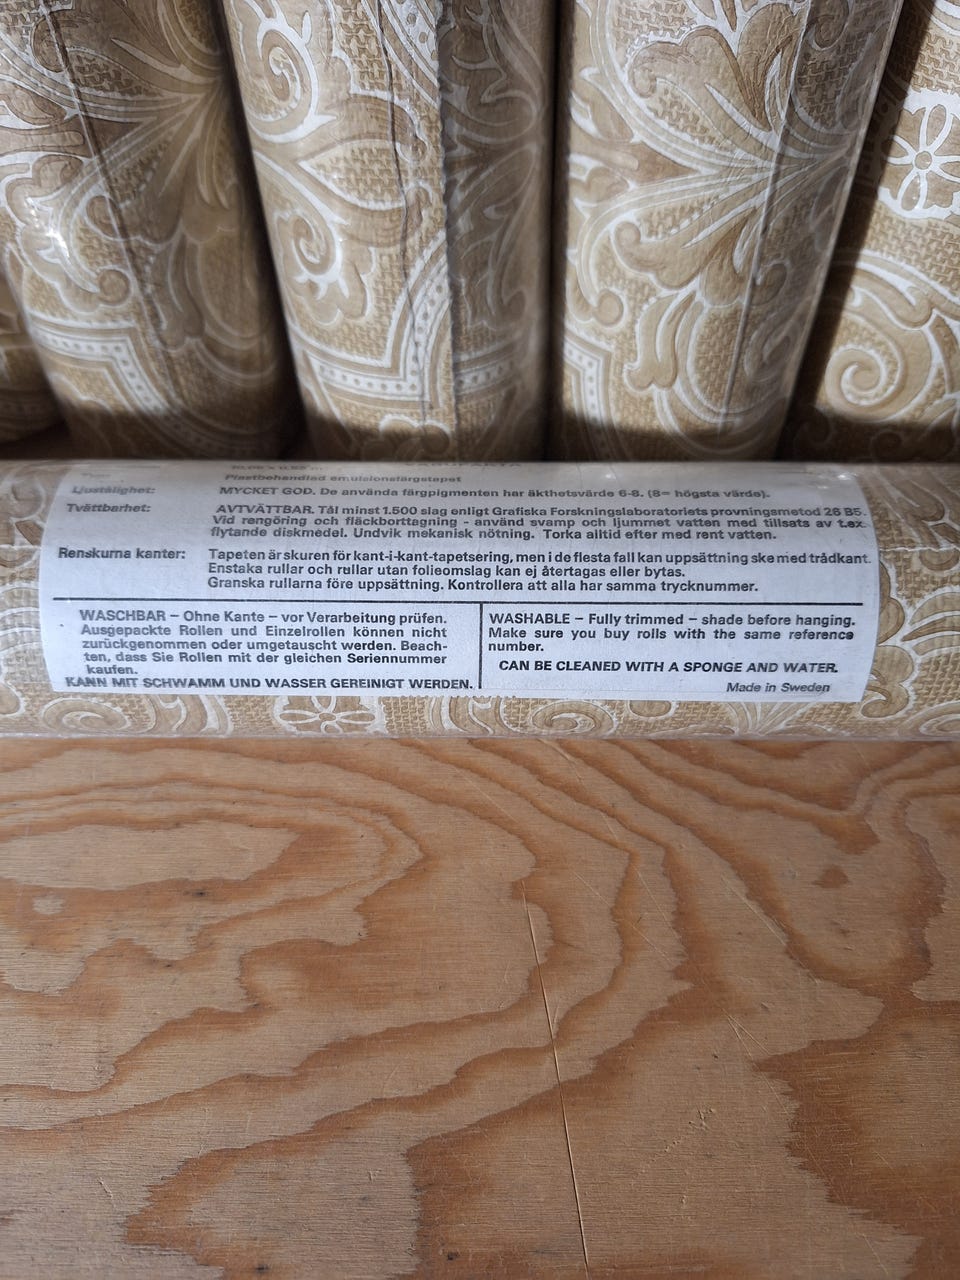 Plastbehandlad emulsionsfärgstapet
Ljustålighet: MYCKET GOD. De använda färgpigmenten har äkthetsvärde 6-8. (8= högsta värde).
Tvättbarhet: AVTVÄTTBAR. Tål minst 1.500 slag enligt Grafiska Forskningslaboratoriets provningsmetod 28 B5.
Vid rengöring och fläckborttagning - använd svamp och ljummet vatten med tillsats av t.ex.
flytande diskmedel. Undvik mekanisk nötning. Torka alltid efter med rent vatten.
Renskurna kanter: Tapeten är skuren för kant-i-kant-tapetsering, men i de flesta fall kan uppsättning ske med trådkant.
Enstaka rullar och rullar utan folieomslag kan ej återtagas eller bytas.
Granska rullarna före uppsättning. Kontrollera att alla har samma trycknummer.
WASCHBAR – Ohne Kante – vor Verarbeitung prüfen.
Ausgepackte Rollen und Einzelrollen können nicht
zurückgenommen oder umgetauscht werden. Beach-
ten, dass Sie Rollen mit der gleichen Seriennummer
kaufen.
KANN MIT SCHWAMM UND WASSER GEREINIGT WERDEN.
WASHABLE – Fully trimmed – shade before hanging.
Make sure you buy rolls with the same reference
number.
CAN BE CLEANED WITH A SPONGE AND WATER.
Made in Sweden